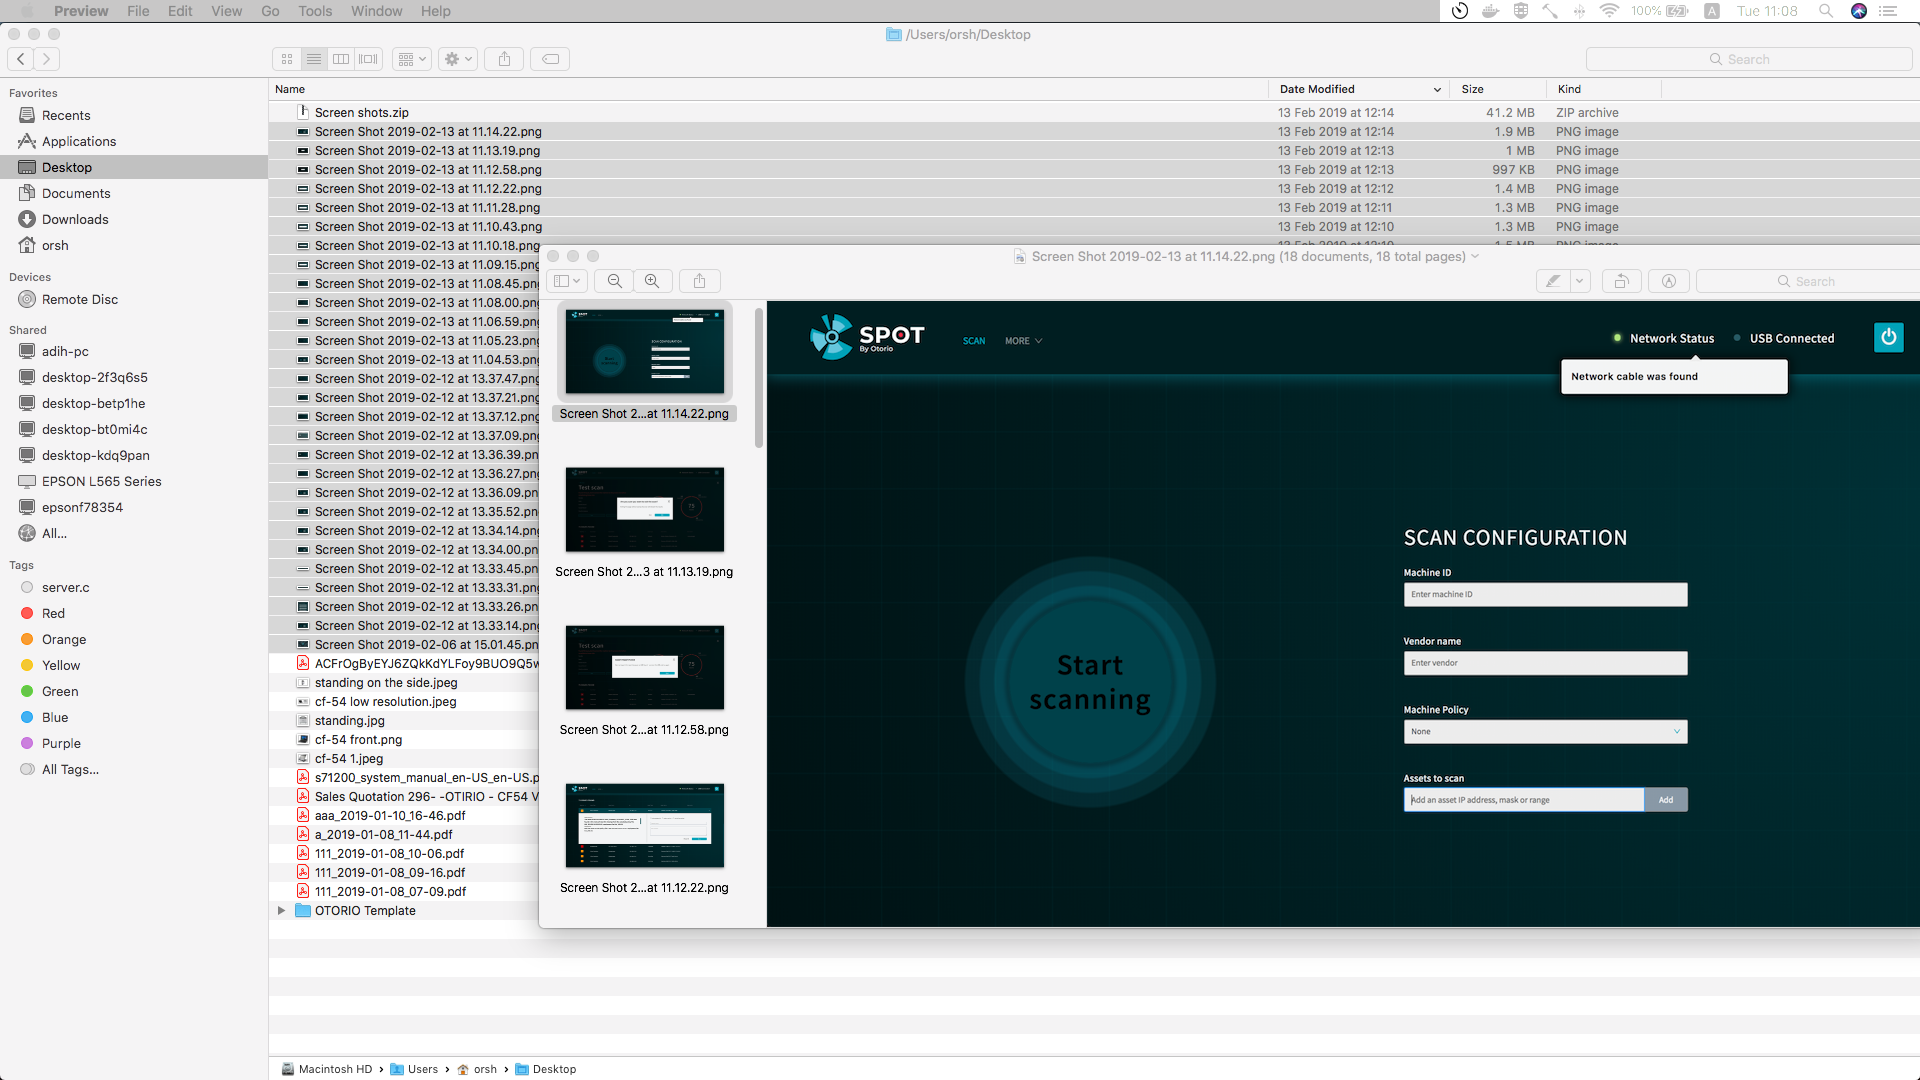 Preview File Edit View Go Tools Window Help
100% A Tue 11:08
/Users/orsh/Desktop
Search
Favorites
Recents
Applications
Desktop
Documents
Downloads
orsh
Devices
Remote Disc
Shared
adih-pc
desktop-2f3q6s5
desktop-betp1he
desktop-bt0mi4c
desktop-kdq9pan
EPSON L565 Series
epsonf78354
All...
Tags
server.c
Red
Orange
Yellow
Green
Blue
Purple
All Tags...
Name Date Modified Size Kind
Screen shots.zip 13 Feb 2019 at 12:14 41.2 MB ZIP archive
Screen Shot 2019-02-13 at 11.14.22.png 13 Feb 2019 at 12:14 1.9 MB PNG image
Screen Shot 2019-02-13 at 11.13.19.png 13 Feb 2019 at 12:13 1 MB PNG image
Screen Shot 2019-02-13 at 11.12.58.png 13 Feb 2019 at 12:13 997 KB PNG image
Screen Shot 2019-02-13 at 11.12.22.png 13 Feb 2019 at 12:12 1.4 MB PNG image
Screen Shot 2019-02-13 at 11.11.28.png 13 Feb 2019 at 12:11 1.3 MB PNG image
Screen Shot 2019-02-13 at 11.10.43.png 13 Feb 2019 at 12:10 1.3 MB PNG image
Screen Shot 2019-02-13 at 11.10.18.png
Screen Shot 2019-02-13 at 11.09.15.pn
Screen Shot 2019-02-13 at 11.08.45.pn
Screen Shot 2019-02-13 at 11.08.00.pn
Screen Shot 2019-02-13 at 11.06.59.pn
Screen Shot 2019-02-13 at 11.05.23.pn
Screen Shot 2019-02-13 at 11.04.53.pn
Screen Shot 2019-02-12 at 13.37.47.pn
Screen Shot 2019-02-12 at 13.37.21.pn
Screen Shot 2019-02-12 at 13.37.12.pn
Screen Shot 2019-02-12 at 13.37.09.pn
Screen Shot 2019-02-12 at 13.36.39.pn
Screen Shot 2019-02-12 at 13.36.27.pn
Screen Shot 2019-02-12 at 13.36.09.pn
Screen Shot 2019-02-12 at 13.35.52.pn
Screen Shot 2019-02-12 at 13.34.14.pn
Screen Shot 2019-02-12 at 13.34.00.pn
Screen Shot 2019-02-12 at 13.33.45.pn
Screen Shot 2019-02-12 at 13.33.31.pn
Screen Shot 2019-02-12 at 13.33.26.pn
Screen Shot 2019-02-12 at 13.33.14.pn
Screen Shot 2019-02-06 at 15.01.45.pn
ACFrOgByEYJ6ZQkKdYLFoy9BUO9Q5w
standing on the side.jpeg
cf-54 low resolution.jpeg
standing.jpg
cf-54 front.png
cf-54 1.jpeg
s71200_system_manual_en-US_en-US.p
Sales Quotation 296- -OTIRIO - CF54 V
aaa_2019-01-10_16-46.pdf
a_2019-01-08_11-44.pdf
111_2019-01-08_10-06.pdf
111_2019-01-08_09-16.pdf
111_2019-01-08_07-09.pdf
OTORIO Template
Macintosh HD › Users › orsh › Desktop
Screen Shot 2019-02-13 at 11.14.22.png (18 documents, 18 total pages)
Search
Screen Shot 2...at 11.14.22.png
Test scan
Screen Shot 2...3 at 11.13.19.png
Test scan
Screen Shot 2...at 11.12.58.png
Screen Shot 2...at 11.12.22.png
SPOT
By Otorio
SCAN MORE
Network Status USB Connected
Network cable was found
Start
scanning
SCAN CONFIGURATION
Machine ID
Enter machine ID
Vendor name
Enter vendor
Machine Policy
None
Assets to scan
Add an asset IP address, mask or range Add